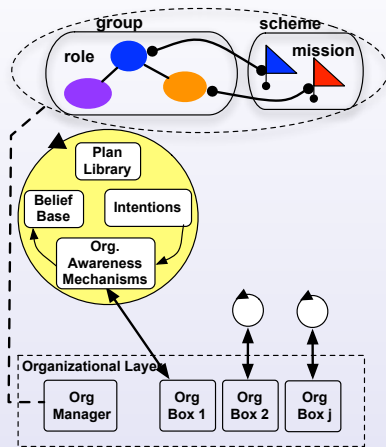 group
scheme
role
mission
Plan
Library
Belief
Base
Intentions
Org.
Awareness
Mechanisms
Organizational Layer
Org
Manager
Org
Box 1
Org
Box 2
Org
Box j